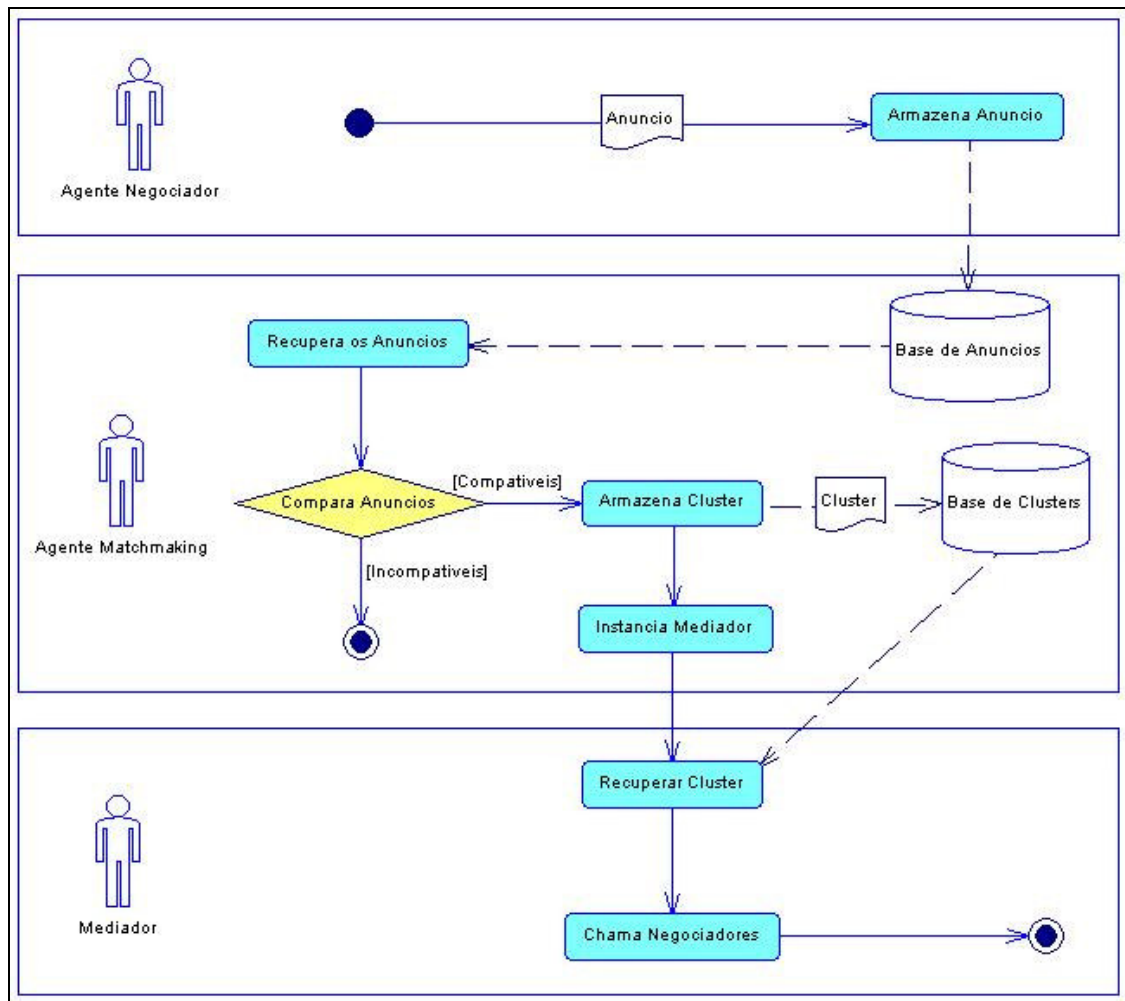 Anuncio
Armazena Anuncio
Agente Negociador
Recupera os Anuncios
Base de Anuncios
[Compativeis]
Compara Anuncios
Armazena Cluster
Cluster
Base de Clusters
Agente Matchmaking
[Incompativeis]
Instancia Mediador
Recuperar Cluster
Mediador
Chama Negociadores